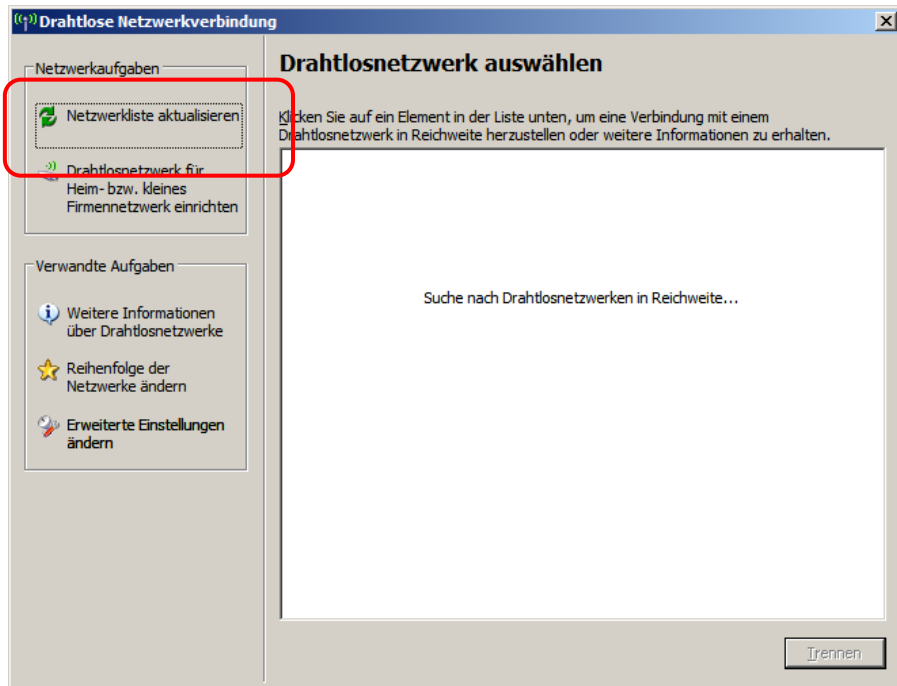 Drahtlose Netzwerkverbindung
Netzwerkaufgaben
Netzwerkliste aktualisieren
Drahtlosnetzwerk für
Heim- bzw. kleines
Firmennetzwerk einrichten
Verwandte Aufgaben
Weitere Informationen
über Drahtlosnetzwerke
Reihenfolge der
Netzwerke ändern
Erweiterte Einstellungen
ändern
Drahtlosnetzwerk auswählen
Klicken Sie auf ein Element in der Liste unten, um eine Verbindung mit einem
Drahtlosnetzwerk in Reichweite herzustellen oder weitere Informationen zu erhalten.
Suche nach Drahtlosnetzwerken in Reichweite...
Trennen